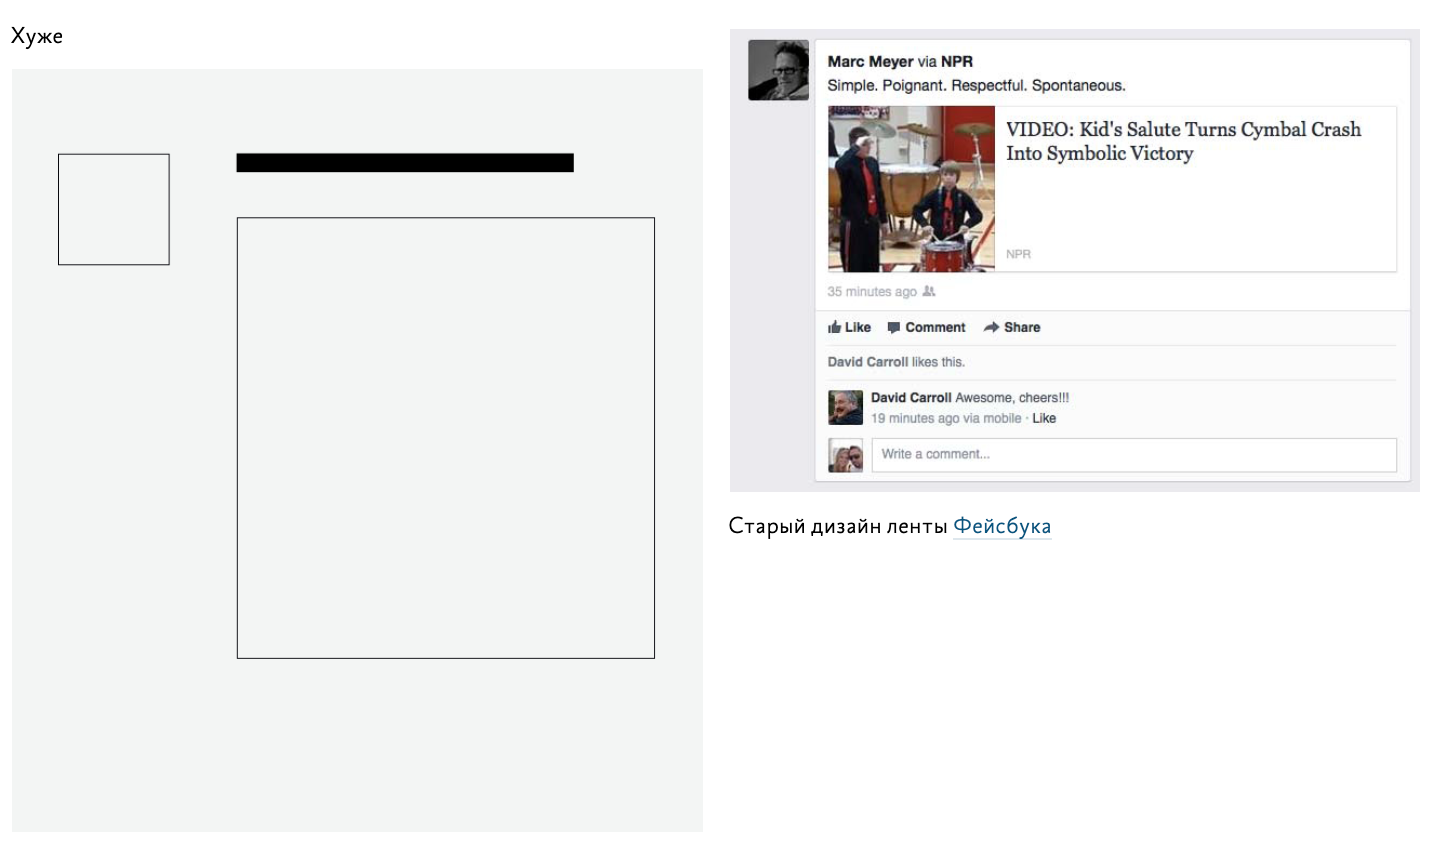 Хуже
Marc Meyer via NPR
Simple. Poignant. Respectful. Spontaneous.
VIDEO: Kid's Salute Turns Cymbal Crash
Into Symbolic Victory
NPR
35 minutes ago
Like Comment Share
David Carroll likes this.
David Carroll Awesome, cheers!!!
19 minutes ago via mobile · Like
Write a comment...
Старый дизайн ленты Фейсбука